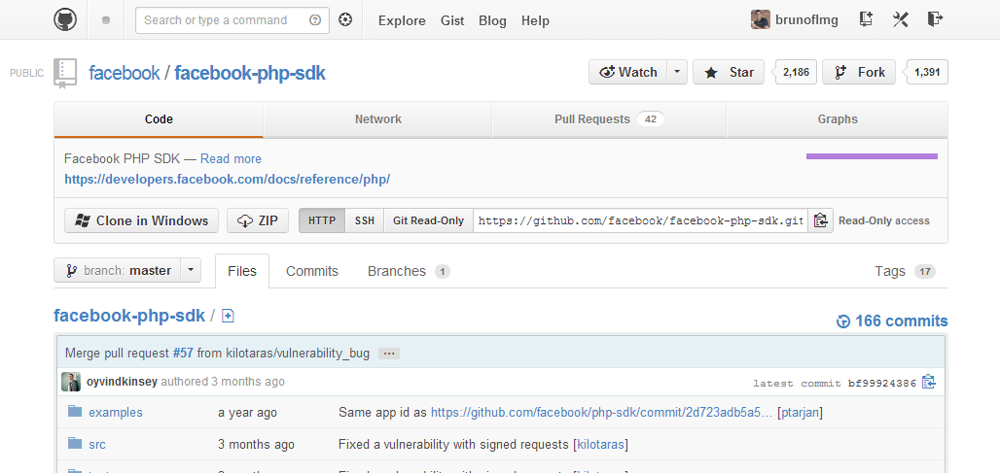 Search or type a command
Explore Gist Blog Help
brunoflmg
PUBLIC
facebook / facebook-php-sdk
Watch
Star 2,186
Fork 1,391
Code
Network
Pull Requests 42
Graphs
Facebook PHP SDK — Read more
https://developers.facebook.com/docs/reference/php/
Clone in Windows
ZIP
HTTP SSH Git Read-Only https://github.com/facebook/facebook-php-sdk.git Read-Only access
branch: master
Files
Commits
Branches 1
Tags 17
facebook-php-sdk /
166 commits
Merge pull request #57 from kilotaras/vulnerability_bug ...
oyvindkinsey authored 3 months ago
latest commit bf99924386
examples a year ago Same app id as https://github.com/facebook/php-sdk/commit/2d723adb5a5... [ptarjan]
src 3 months ago Fixed a vulnerability with signed requests [kilotaras]